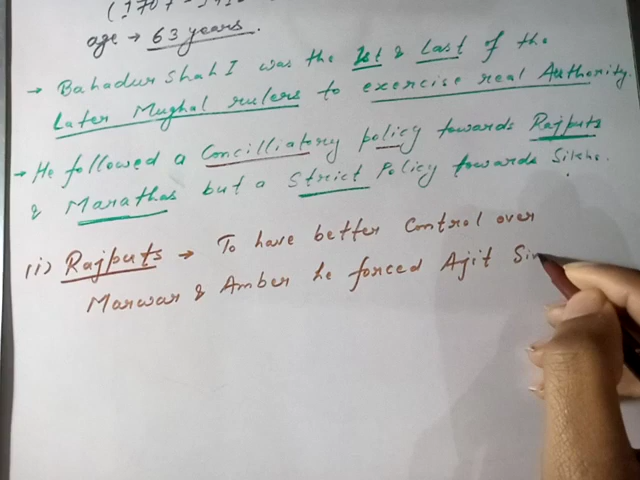 age → 63 years.
→ Bahadur Shah I was the 1st & Last of the
Later Mughal rulers to exercise real Authority.
→ He followed a Concilliatory policy towards Rajputs
& Marathas but a Strict Policy towards Sikhs.
(i) Rajputs → To have better Control over
Marwar & Amber he forced Ajit Sin